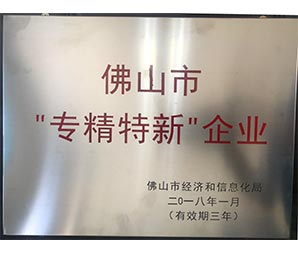 佛山市
"专精特新"企业
佛山市经济和信息化局
二0一八年一月
(有效期三年)